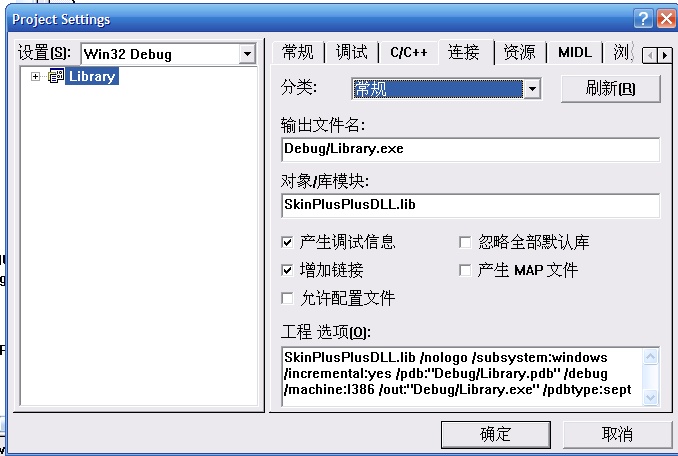 Project Settings
设置(S): Win32 Debug
Library
常规 调试 C/C++ 连接 资源 MIDL 浏
分类: 常规 刷新(R)
输出文件名:
Debug/Library.exe
对象/库模块:
SkinPlusPlusDLL.lib
产生调试信息 忽略全部默认库
增加链接 产生 MAP 文件
允许配置文件
工程 选项(O):
SkinPlusPlusDLL.lib /nologo /subsystem:windows
/incremental:yes /pdb:"Debug/Library.pdb" /debug
/machine:I386 /out:"Debug/Library.exe" /pdbtype:sept
确定 取消